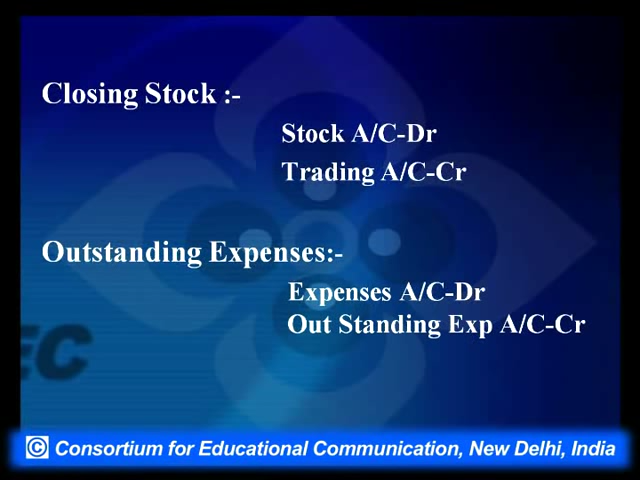 Closing Stock :-
Stock A/C-Dr
Trading A/C-Cr
Outstanding Expenses:-
Expenses A/C-Dr
Out Standing Exp A/C-Cr
EC
© Consortium for Educational Communication, New Delhi, India